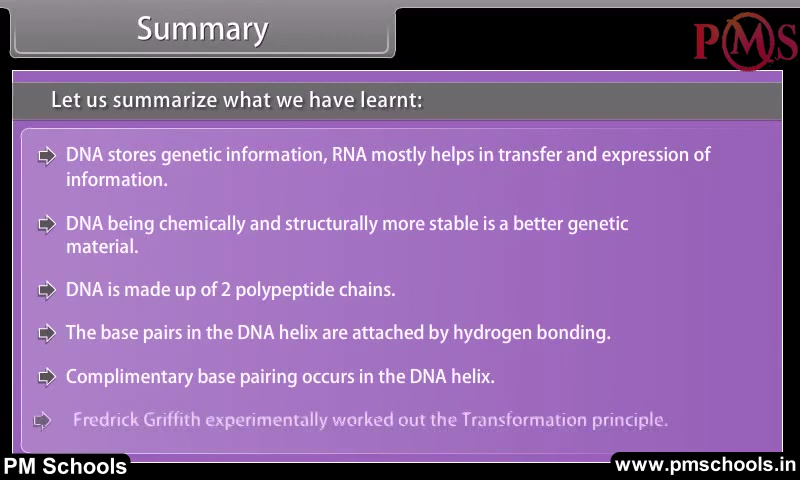 Summary
PMS
Let us summarize what we have learnt:
DNA stores genetic information, RNA mostly helps in transfer and expression of
information.
DNA being chemically and structurally more stable is a better genetic
material.
DNA is made up of 2 polypeptide chains.
The base pairs in the DNA helix are attached by hydrogen bonding.
Complimentary base pairing occurs in the DNA helix.
Fredrick Griffith experimentally worked out the Transformation principle.
PM Schools
www.pmschools.in